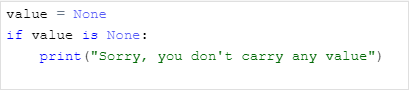 value = None
if value is None:
    print("Sorry, you don't carry any value")